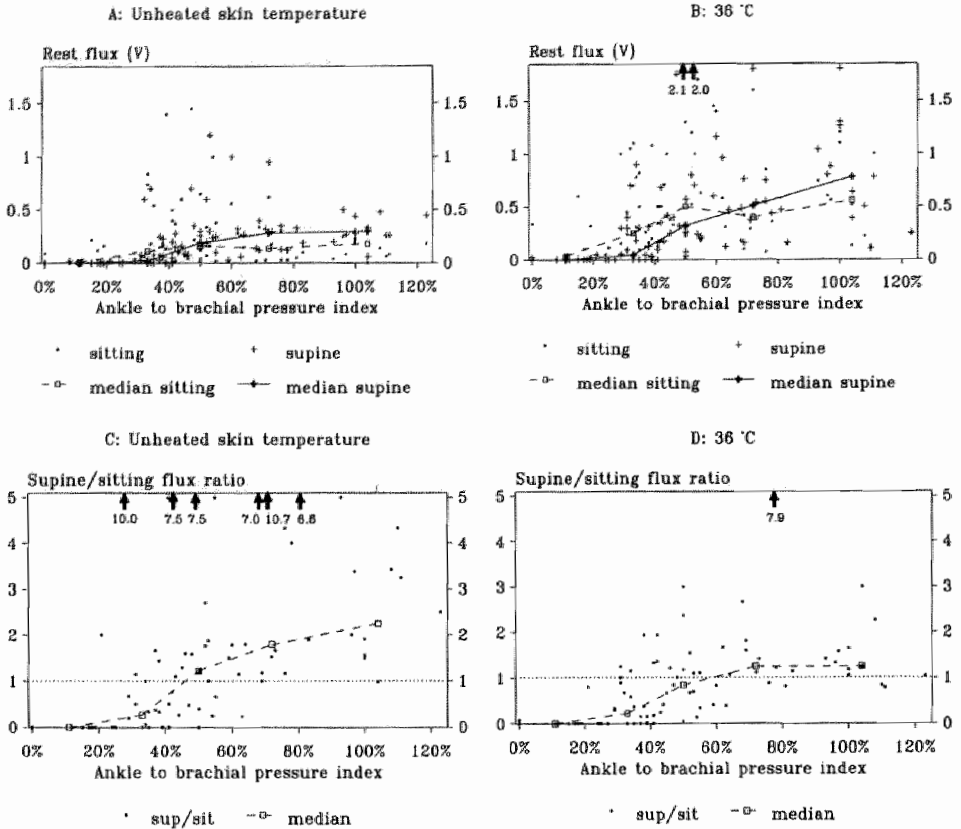 A: Unheated skin temperature
Rest flux (V)
1.5
1
0.5
0
1.5
1
0.5
0
0% 20% 40% 60% 80% 100% 120%
Ankle to brachial pressure index
sitting supine
median sitting median supine
B: 36 °C
Rest flux (V)
2.1 2.0
1.5
1
0.5
0
1.5
1
0.5
0
0% 20% 40% 60% 80% 100% 120%
Ankle to brachial pressure index
sitting supine
median sitting median supine
C: Unheated skin temperature
Supine/sitting flux ratio
10.0 7.5 7.5 7.0 10.7 6.8
5
4
3
2
1
0
5
4
3
2
1
0
0% 20% 40% 60% 80% 100% 120%
Ankle to brachial pressure index
sup/sit median
D: 36 °C
Supine/sitting flux ratio
7.9
5
4
3
2
1
0
5
4
3
2
1
0
0% 20% 40% 60% 80% 100% 120%
Ankle to brachial pressure index
sup/sit median